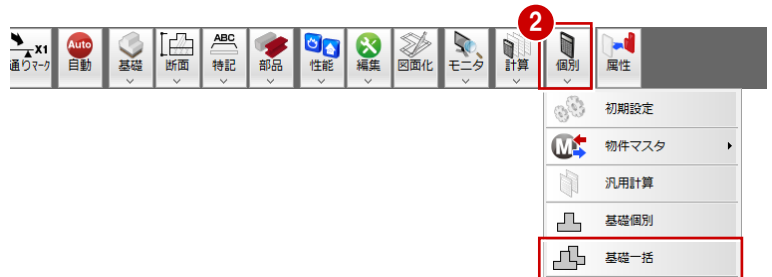 2
X1
通りマーク
Auto
自動
基礎
断面
ABC
特記
部品
性能
編集
図面化
モニタ
計算
個別
属性
初期設定
M
物件マスタ
汎用計算
基礎個別
基礎一括